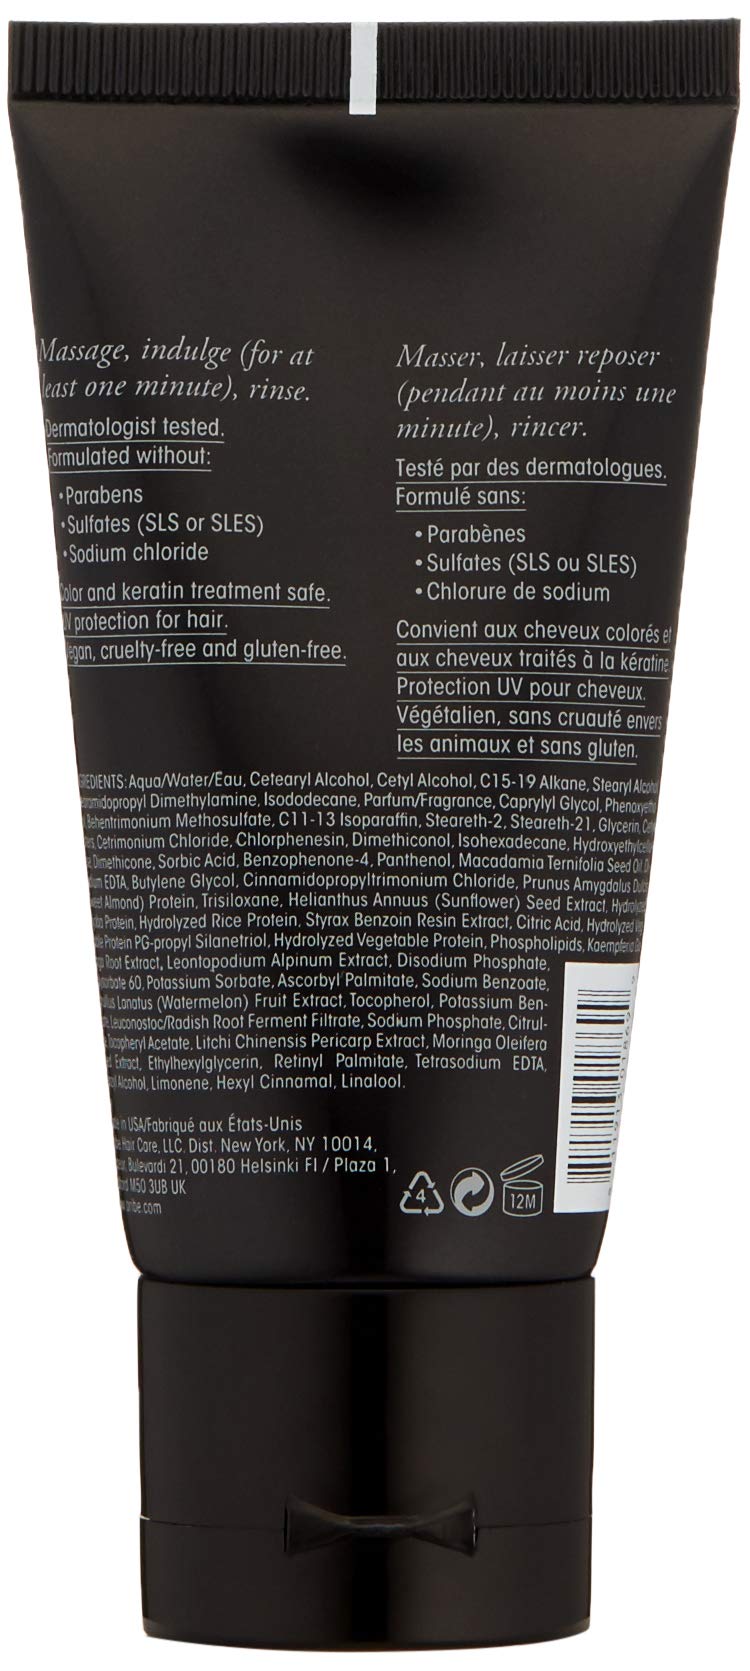 Massage, indulge (for at
least one minute), rinse.
Dermatologist tested.
Formulated without:
• Parabens
• Sulfates (SLS or SLES)
• Sodium chloride
Color and keratin treatment safe.
UV protection for hair.
Vegan, cruelty-free and gluten-free.
Masser, laisser reposer
(pendant au moins une
minute), rincer.
Testé par des dermatologues.
Formulé sans:
• Parabènes
• Sulfates (SLS ou SLES)
• Chlorure de sodium
Convient aux cheveux colorés et
aux cheveux traités à la kératine.
Protection UV pour cheveux.
Végétalien, sans cruauté envers
les animaux et sans gluten.
Aqua/Water/Eau, Cetearyl Alcohol, Cetyl Alcohol, C15-19 Alkane, Stearyl Alcohol,
Dimethylamine, Isododecane, Parfum/Fragrance, Caprylyl Glycol,
Behentrimonium Methosulfate, C11-13 Isoparaffin, Steareth-2, Steareth-21, Glycerin,
Cetrimonium Chloride, Chlorphenesin, Dimethiconol, Isohexadecane,
Dimethicone, Sorbic Acid, Benzophenone-4, Panthenol, Macadamia Ternifolia Seed Oil,
EDTA, Butylene Glycol, Cinnamidopropyltrimonium Chloride, Prunus Amygdalus
Almond) Protein, Trisiloxane, Helianthus Annuus (Sunflower) Seed Extract,
Protein, Hydrolyzed Rice Protein, Styrax Benzoin Resin Extract, Citric Acid,
Protein PG-propyl Silanetriol, Hydrolyzed Vegetable Protein, Phospholipids, Kaempferia
Root Extract, Leontopodium Alpinum Extract, Disodium Phosphate,
60, Potassium Sorbate, Ascorbyl Palmitate, Sodium Benzoate,
Lanatus (Watermelon) Fruit Extract, Tocopherol, Potassium Ben-
Leuconostoc/Radish Root Ferment Filtrate, Sodium Phosphate, Citrul-
Tocopheryl Acetate, Litchi Chinensis Pericarp Extract, Moringa Oleifera
Extract, Ethylhexylglycerin, Retinyl Palmitate, Tetrasodium EDTA,
Alcohol, Limonene, Hexyl Cinnamal, Linalool.
in USA/Fabriqué aux États-Unis
Hair Care, LLC. Dist. New York, NY 10014,
Bulevardi 21, 00180 Helsinki FI / Plaza 1,
M50 3UB UK
4
12M